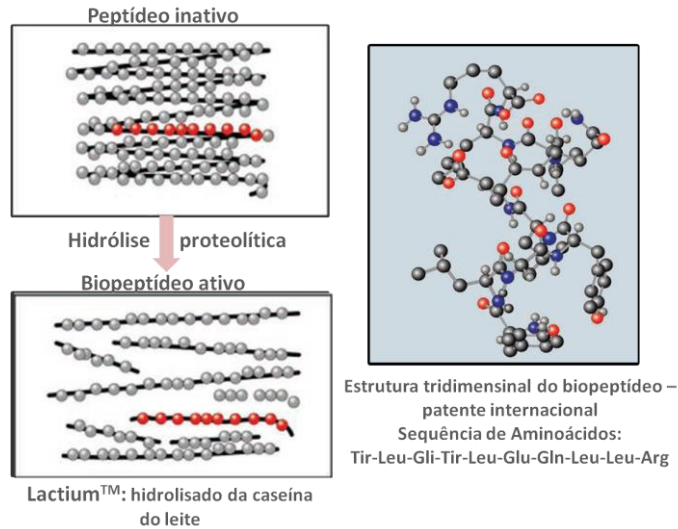 Peptídeo inativo
Hidrólise proteolítica
Biopeptídeo ativo
Lactium™: hidrolisado da caseína
do leite
Estrutura tridimensinal do biopeptídeo –
patente internacional
Sequência de Aminoácidos:
Tir-Leu-Gli-Tir-Leu-Glu-Gln-Leu-Leu-Arg